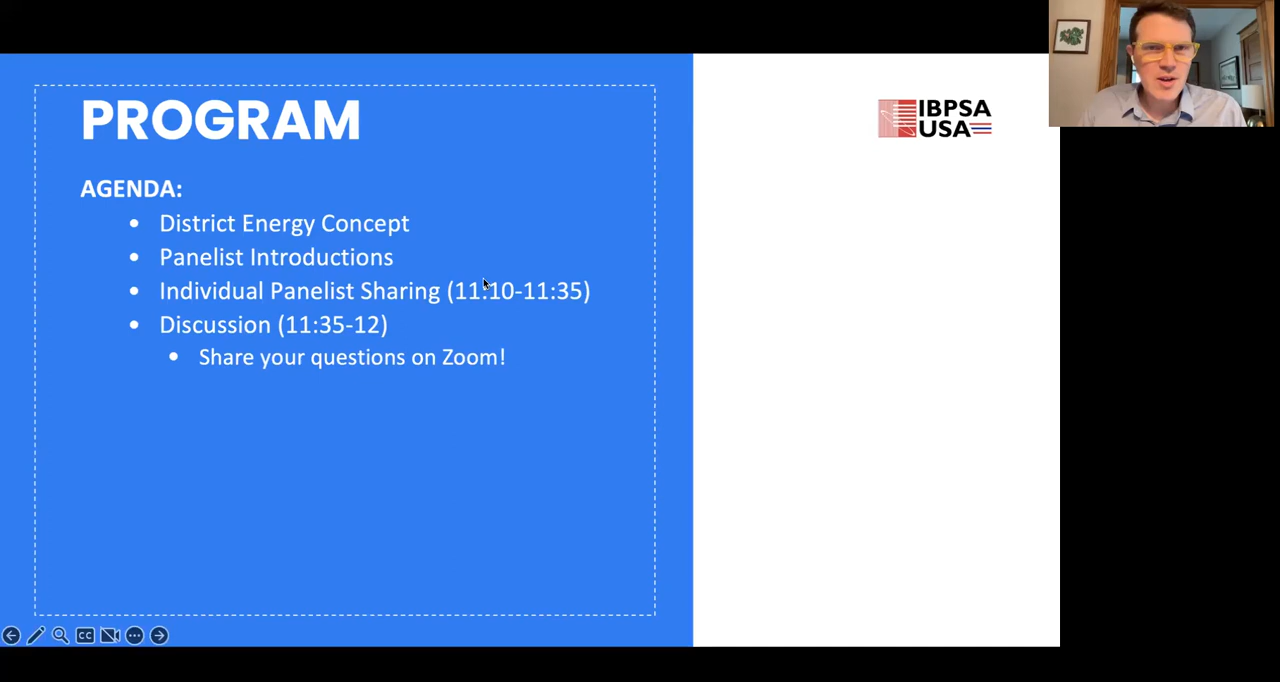 PROGRAM
IBPSA
USA
AGENDA:
• District Energy Concept
• Panelist Introductions
• Individual Panelist Sharing (11:10-11:35)
• Discussion (11:35-12)
• Share your questions on Zoom!
CC